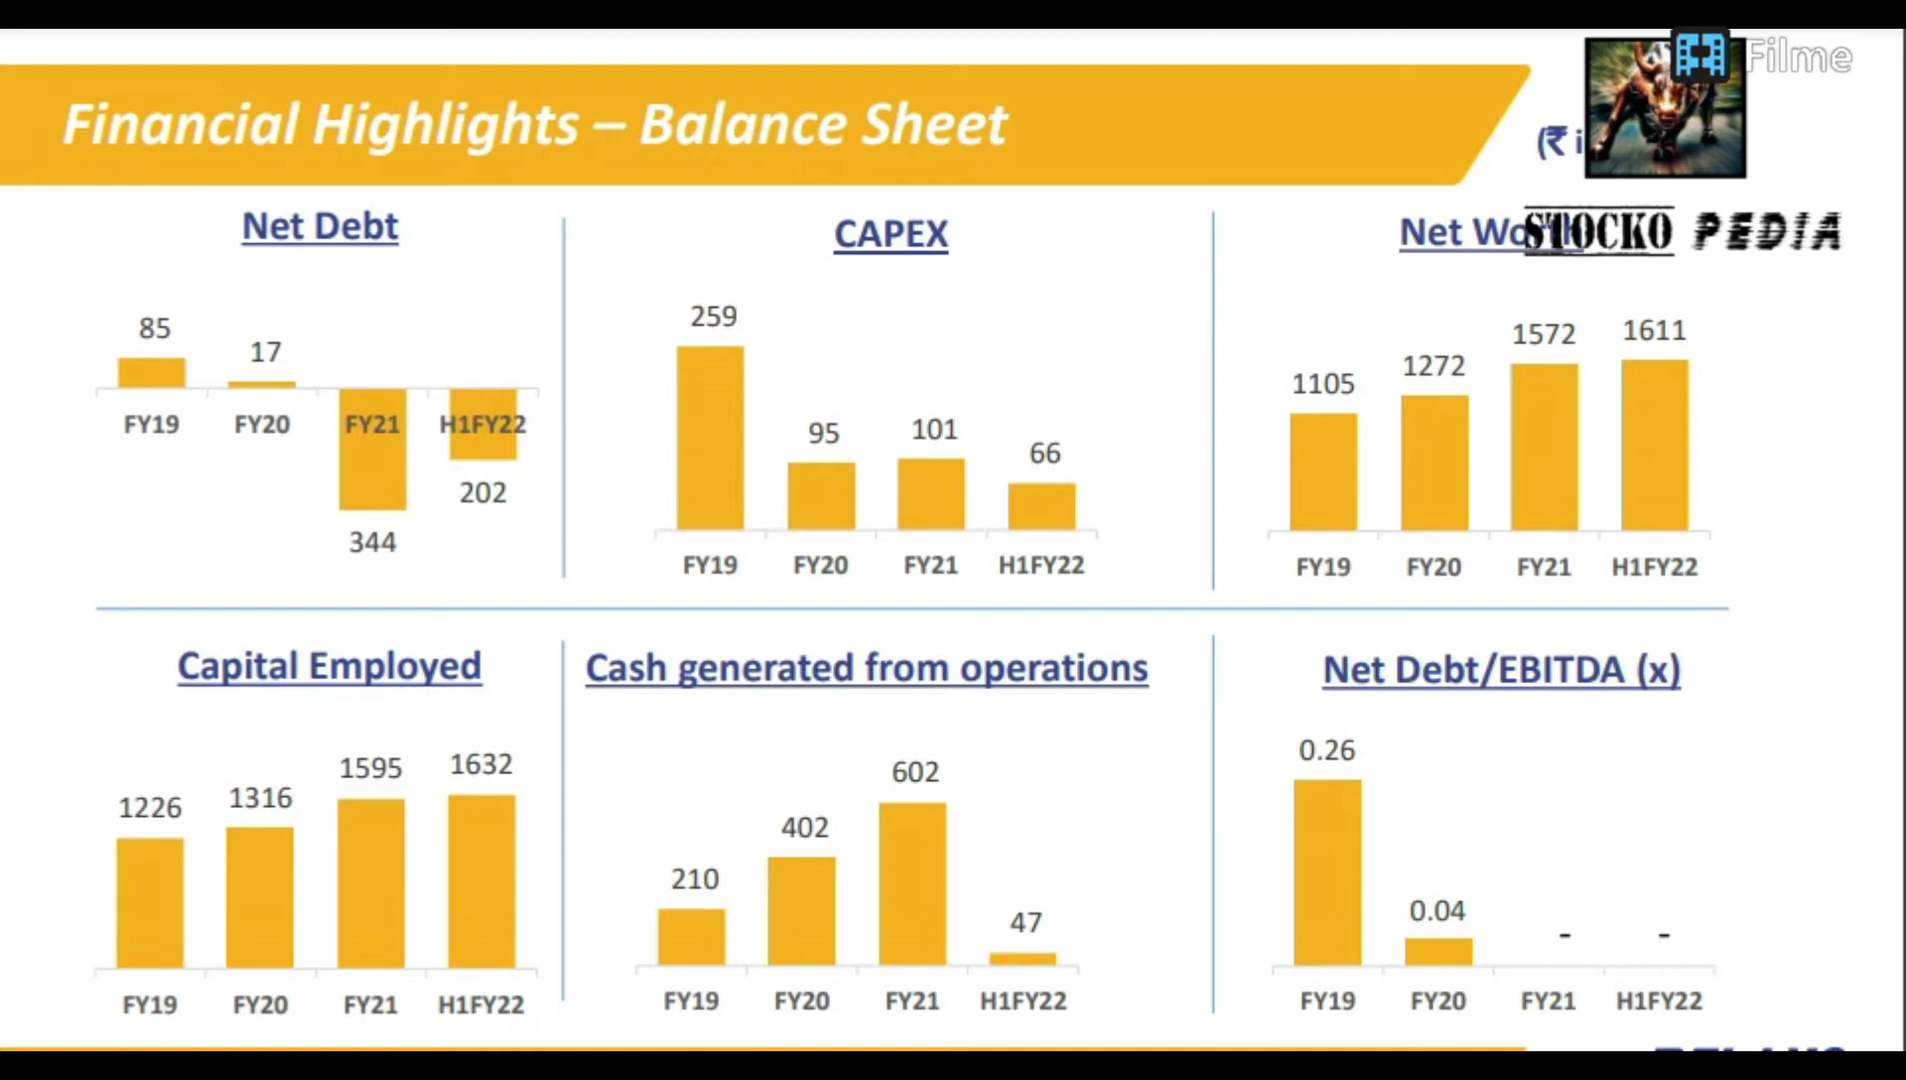 Filme
Financial Highlights – Balance Sheet
(₹ i
STOCKO PEDIA
Net Debt
85
17
FY19 FY20 FY21 H1FY22
202
344
CAPEX
259
95
101
66
FY19 FY20 FY21 H1FY22
Net Wo
1105
1272
1572
1611
FY19 FY20 FY21 H1FY22
Capital Employed
1226
1316
1595
1632
FY19 FY20 FY21 H1FY22
Cash generated from operations
210
402
602
47
FY19 FY20 FY21 H1FY22
Net Debt/EBITDA (x)
0.26
0.04
-
-
FY19 FY20 FY21 H1FY22